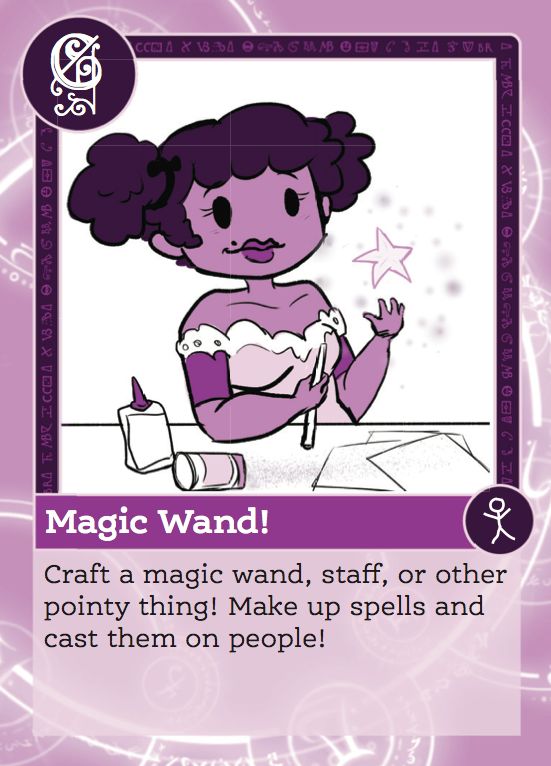 Magic Wand!
Craft a magic wand, staff, or other
pointy thing! Make up spells and
cast them on people!